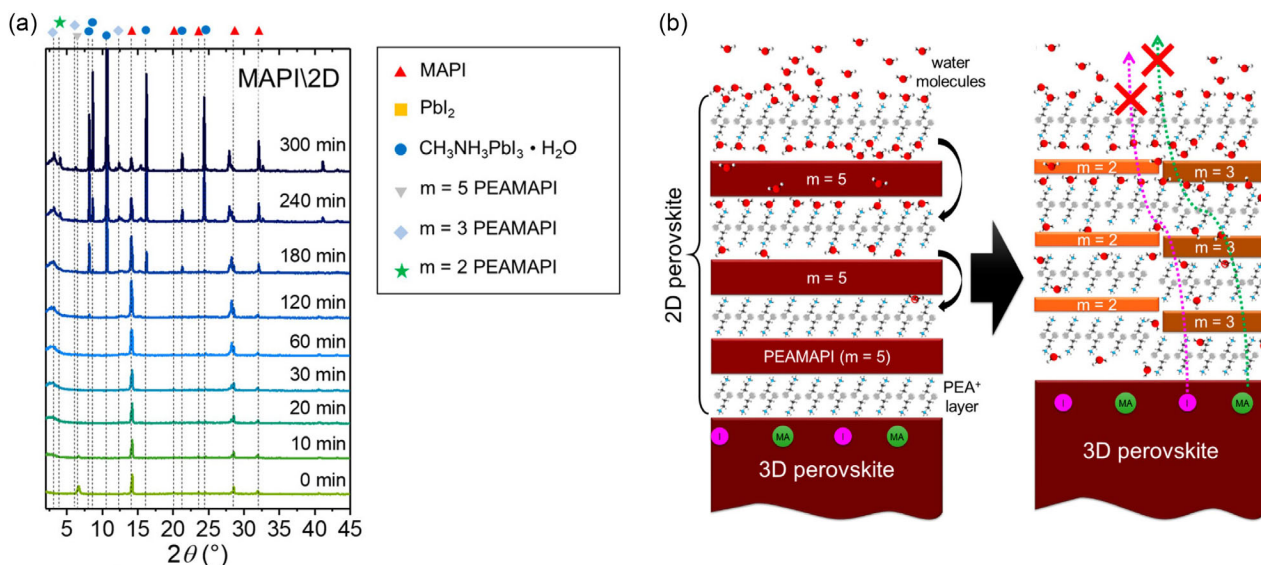 (a)
MAPI\2D
300 min
240 min
180 min
120 min
60 min
30 min
20 min
10 min
0 min
5 10 15 20 25 30 35 40 45
2θ (°)
MAPI
PbI₂
CH₃NH₃PbI₃ • H₂O
m = 5 PEAMAPI
m = 3 PEAMAPI
m = 2 PEAMAPI
(b)
water
molecules
2D perovskite
m = 5
m = 5
PEAMAPI (m = 5)
PEA⁺
layer
I MA I MA
3D perovskite
m = 2
m = 3
m = 2
m = 3
m = 2
m = 3
I MA I MA
3D perovskite